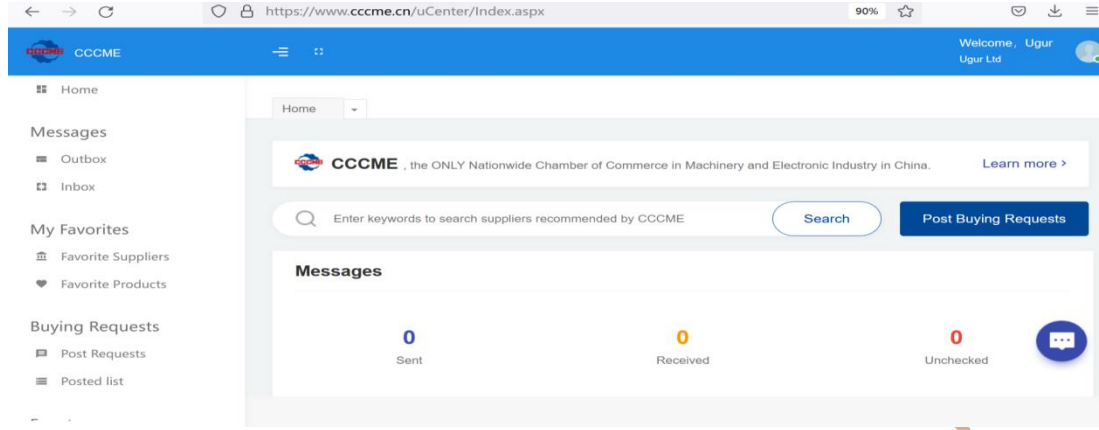 https://www.cccme.cn/uCenter/Index.aspx
90%
CCCME CCCME
Welcome, Ugur
Ugur Ltd
Home
Messages
Outbox
Inbox
My Favorites
Favorite Suppliers
Favorite Products
Buying Requests
Post Requests
Posted list
Home
CCCME CCCME , the ONLY Nationwide Chamber of Commerce in Machinery and Electronic Industry in China. Learn more >
Enter keywords to search suppliers recommended by CCCME Search Post Buying Requests
Messages
0 0 0
Sent Received Unchecked